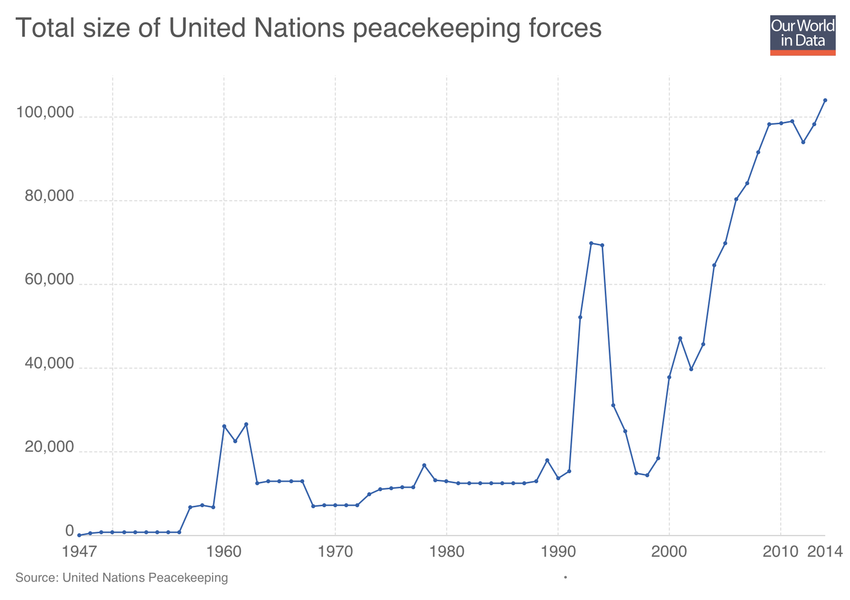 Total size of United Nations peacekeeping forces
Our World
in Data
100,000
80,000
60,000
40,000
20,000
0
1947 1960 1970 1980 1990 2000 2010 2014
Source: United Nations Peacekeeping